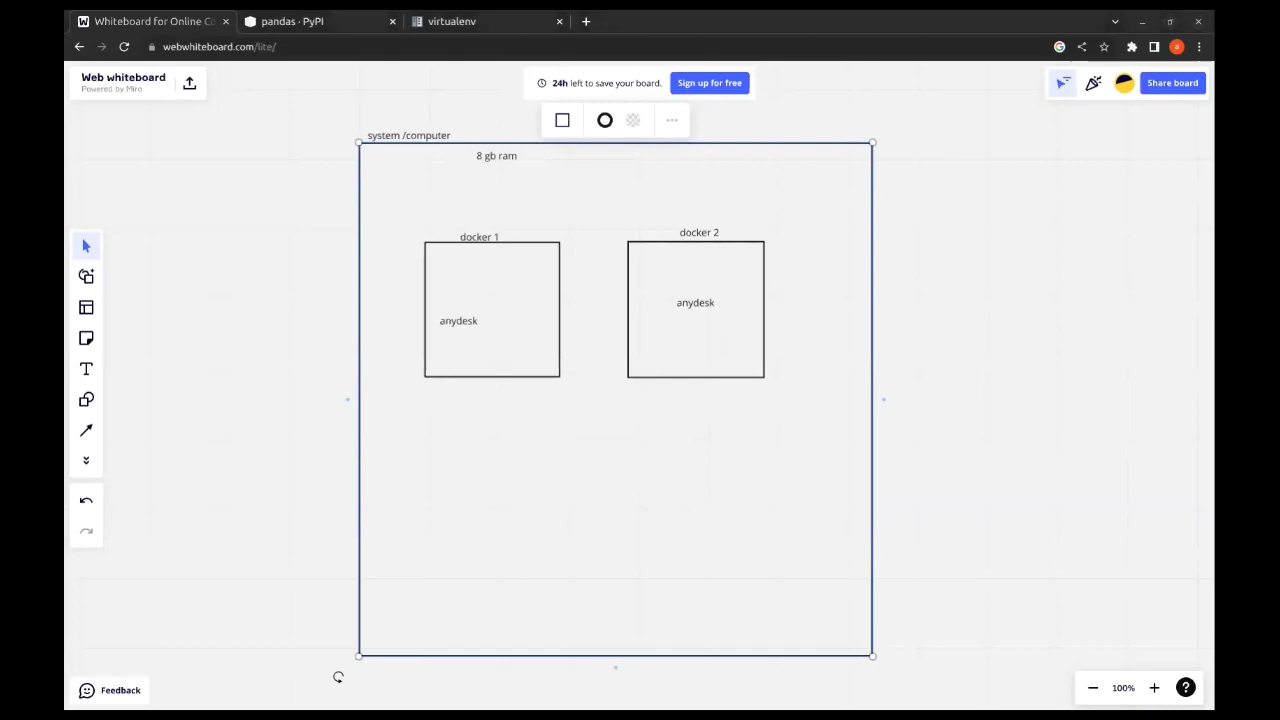 Whiteboard for Online Co
pandas · PyPI
virtualenv
webwhiteboard.com/lite/
a
Web whiteboard
Powered by Miro
24h left to save your board.
Sign up for free
Share board
system /computer
8 gb ram
docker 1
docker 2
anydesk
anydesk
Feedback
100%